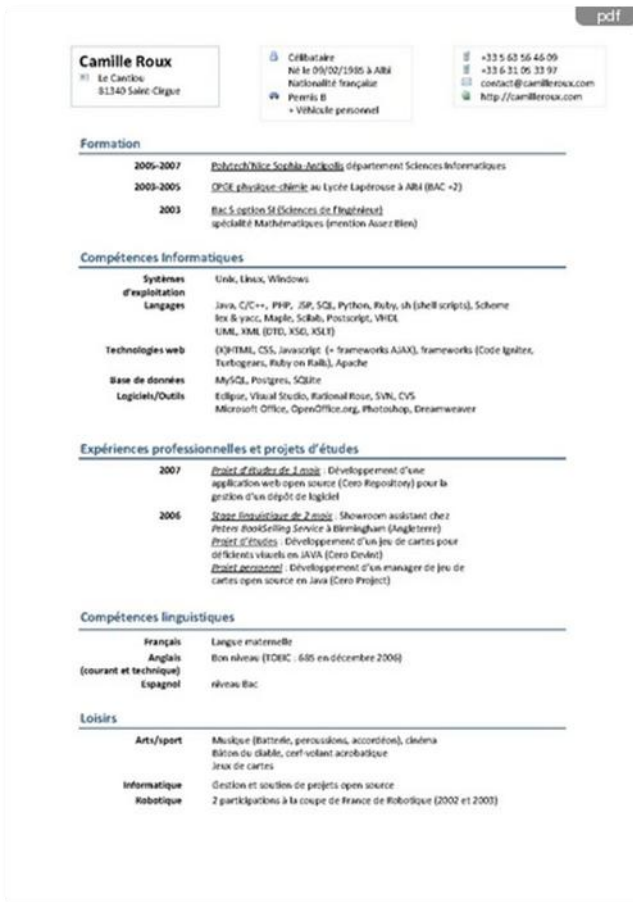 pdf
Camille Roux
Le Cantiou
81340 Saint-Cirgue
Célibataire
Né le 09/02/1985 à Albi
Nationalité française
Permis B
+ Véhicule personnel
+33 5 63 56 46 09
+33 6 31 05 33 97
contact@camilleroux.com
http://camilleroux.com
Formation
2005-2007 Polytech'Nice Sophia-Antipolis département Sciences Informatiques
2003-2005 CPGE physique-chimie au Lycée Lapérouse à Albi (BAC +2)
2003 Bac S option SI (Sciences de l'Ingénieur)
spécialité Mathématiques (mention Assez Bien)
Compétences Informatiques
Systèmes d'exploitation Unix, Linux, Windows
Langages Java, C/C++, PHP, JSP, SQL, Python, Ruby, sh (shell scripts), Scheme
lex & yacc, Maple, Scilab, Postscript, VHDL
UML, XML (DTD, XSD, XSLT)
Technologies web (X)HTML, CSS, Javascript (+ frameworks AJAX), frameworks (Code Igniter,
Turbogears, Ruby on Rails), Apache
Base de données MySQL, Postgres, SQLite
Logiciels/Outils Eclipse, Visual Studio, Rational Rose, SVN, CVS
Microsoft Office, OpenOffice.org, Photoshop, Dreamweaver
Expériences professionnelles et projets d'études
2007 Projet d'études de 1 mois : Développement d'une
application web open source (Cero Repository) pour la
gestion d'un dépôt de logiciel
2006 Stage linguistique de 2 mois : Showroom assistant chez
Peters BookSelling Service à Birmingham (Angleterre)
Projet d'études : Développement d'un jeu de cartes pour
déficients visuels en JAVA (Cero Devint)
Projet personnel : Développement d'un manager de jeu de
cartes open source en Java (Cero Project)
Compétences linguistiques
Français Langue maternelle
Anglais Bon niveau (TOEIC : 685 en décembre 2006)
(courant et technique)
Espagnol niveau Bac
Loisirs
Arts/sport Musique (Batterie, percussions, accordéon), cinéma
Bâton du diable, cerf-volant acrobatique
Jeux de cartes
Informatique Gestion et soutien de projets open source
Robotique 2 participations à la coupe de France de Robotique (2002 et 2003)